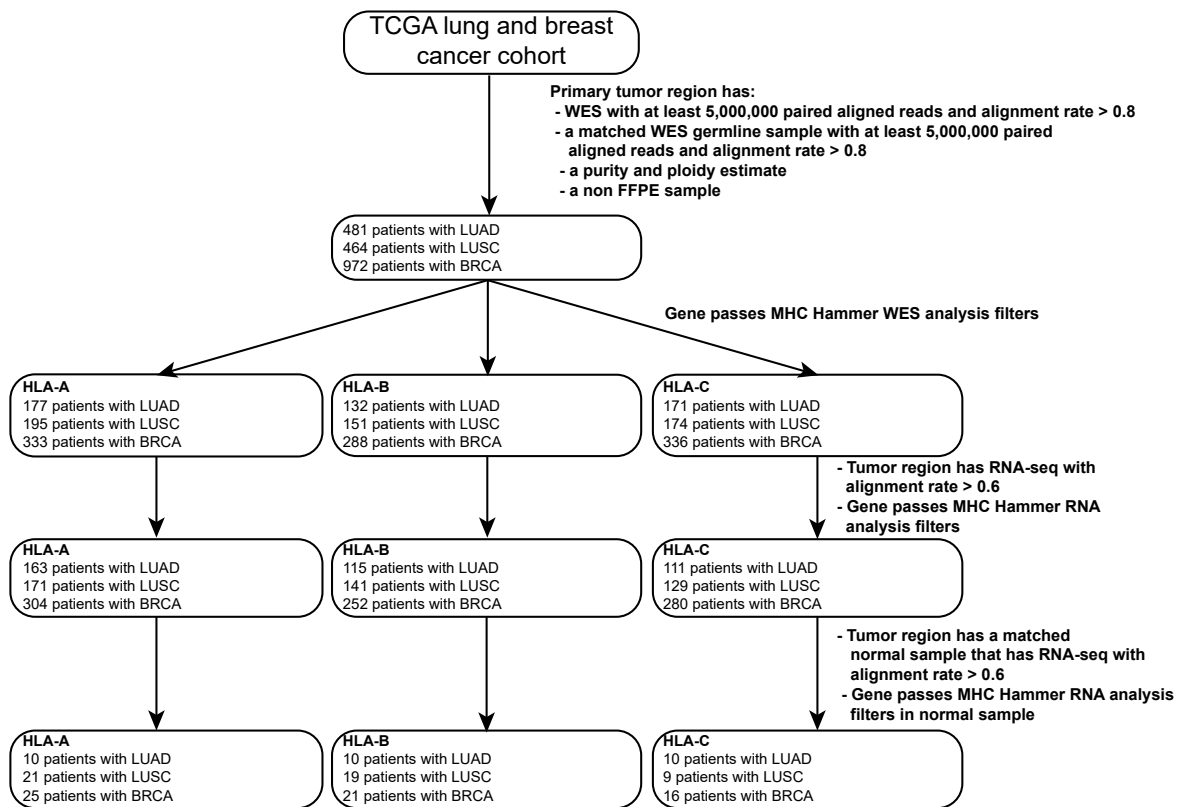 TCGA lung and breast
cancer cohort
Primary tumor region has:
- WES with at least 5,000,000 paired aligned reads and alignment rate > 0.8
- a matched WES germline sample with at least 5,000,000 paired
aligned reads and alignment rate > 0.8
- a purity and ploidy estimate
- a non FFPE sample
481 patients with LUAD
464 patients with LUSC
972 patients with BRCA
Gene passes MHC Hammer WES analysis filters
HLA-A
177 patients with LUAD
195 patients with LUSC
333 patients with BRCA
HLA-B
132 patients with LUAD
151 patients with LUSC
288 patients with BRCA
HLA-C
171 patients with LUAD
174 patients with LUSC
336 patients with BRCA
- Tumor region has RNA-seq with
alignment rate > 0.6
- Gene passes MHC Hammer RNA
analysis filters
HLA-A
163 patients with LUAD
171 patients with LUSC
304 patients with BRCA
HLA-B
115 patients with LUAD
141 patients with LUSC
252 patients with BRCA
HLA-C
111 patients with LUAD
129 patients with LUSC
280 patients with BRCA
- Tumor region has a matched
normal sample that has RNA-seq with
alignment rate > 0.6
- Gene passes MHC Hammer RNA analysis
filters in normal sample
HLA-A
10 patients with LUAD
21 patients with LUSC
25 patients with BRCA
HLA-B
10 patients with LUAD
19 patients with LUSC
21 patients with BRCA
HLA-C
10 patients with LUAD
9 patients with LUSC
16 patients with BRCA